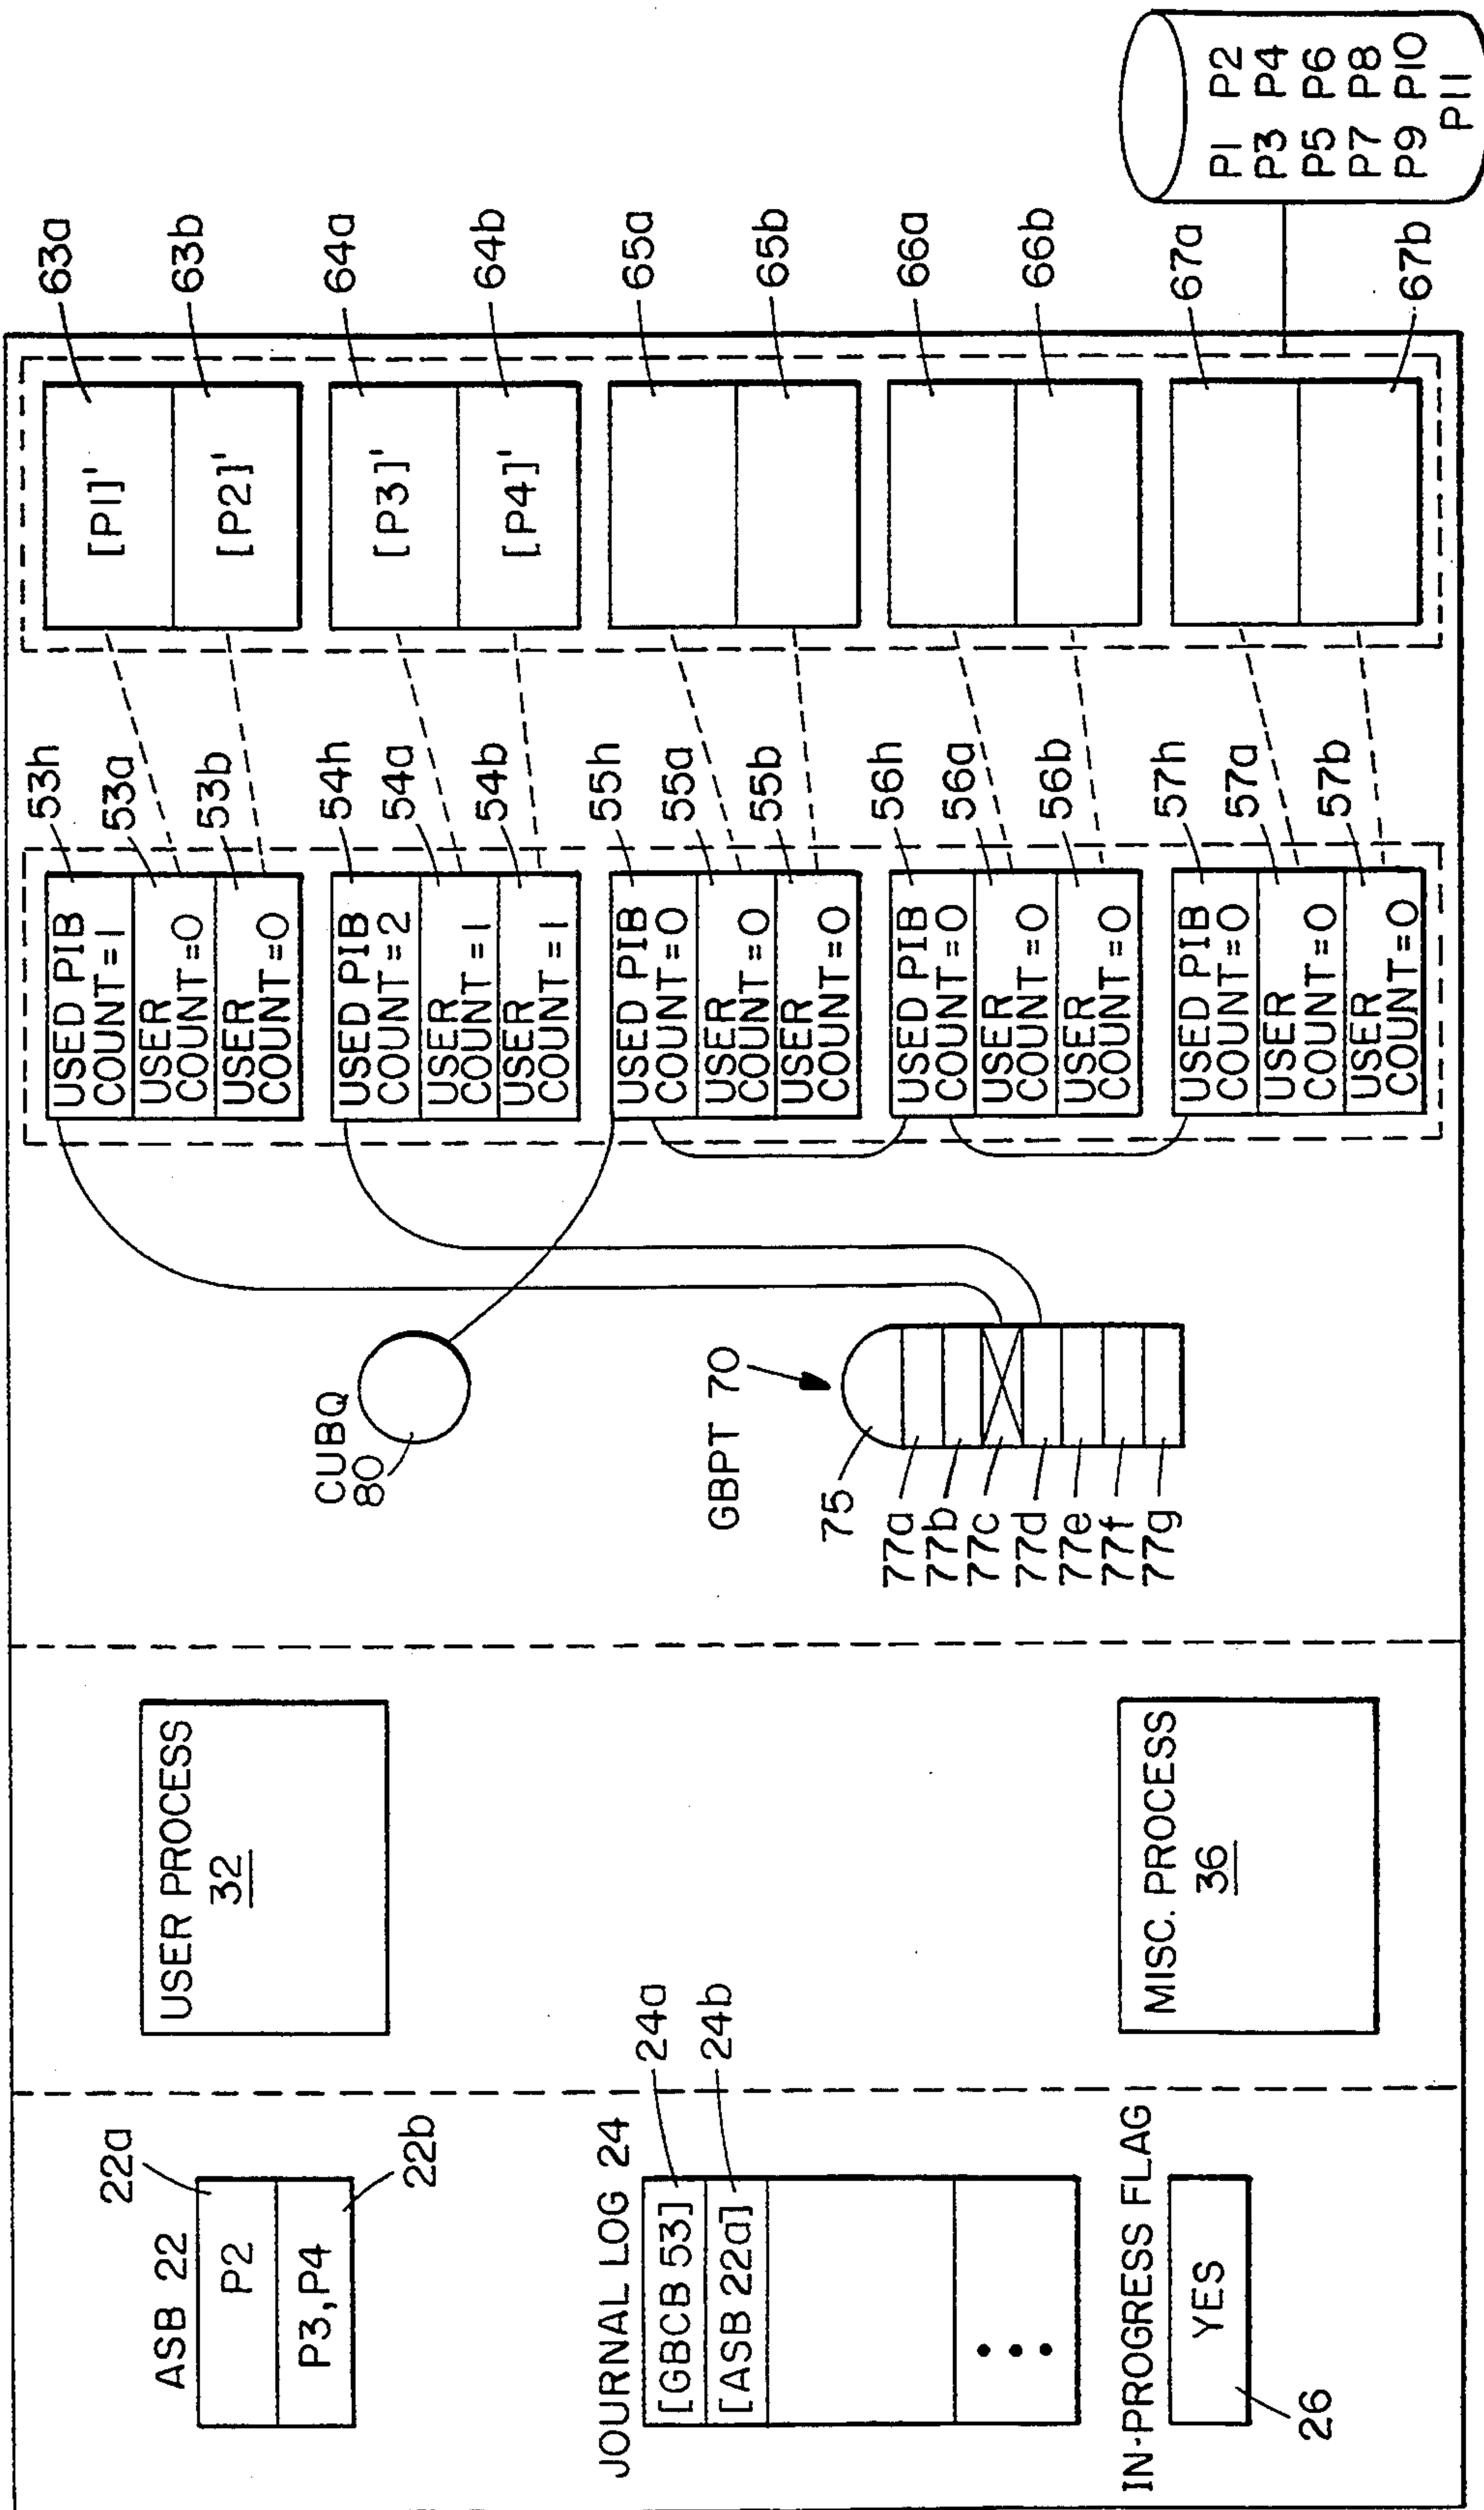 ASB 22
22a
P2
P3,P4
22b
JOURNAL LOG 24
[GBCB 53]
24a
[ASB 22a]
24b
IN-PROGRESS FLAG
YES
26
USER PROCESS
32
MISC. PROCESS
36
CUBQ
80
GBPT 70
75
77a
77b
77c
77d
77e
77f
77g
USED PIB
COUNT=1
USER
COUNT=0
USER
COUNT=0
53h
53a
53b
USED PIB
COUNT=2
USER
COUNT=1
USER
COUNT=1
54h
54a
54b
USED PIB
COUNT=0
USER
COUNT=0
USER
COUNT=0
55h
55a
55b
USED PIB
COUNT=0
USER
COUNT=0
USER
COUNT=0
56h
56a
56b
USED PIB
COUNT=0
USER
COUNT=0
USER
COUNT=0
57h
57a
57b
[P1]'
63a
[P2]'
63b
[P3]'
64a
[P4]'
64b
65a
65b
66a
66b
67a
67b
P1 P2
P3 P4
P5 P6
P7 P8
P9 P10
P11